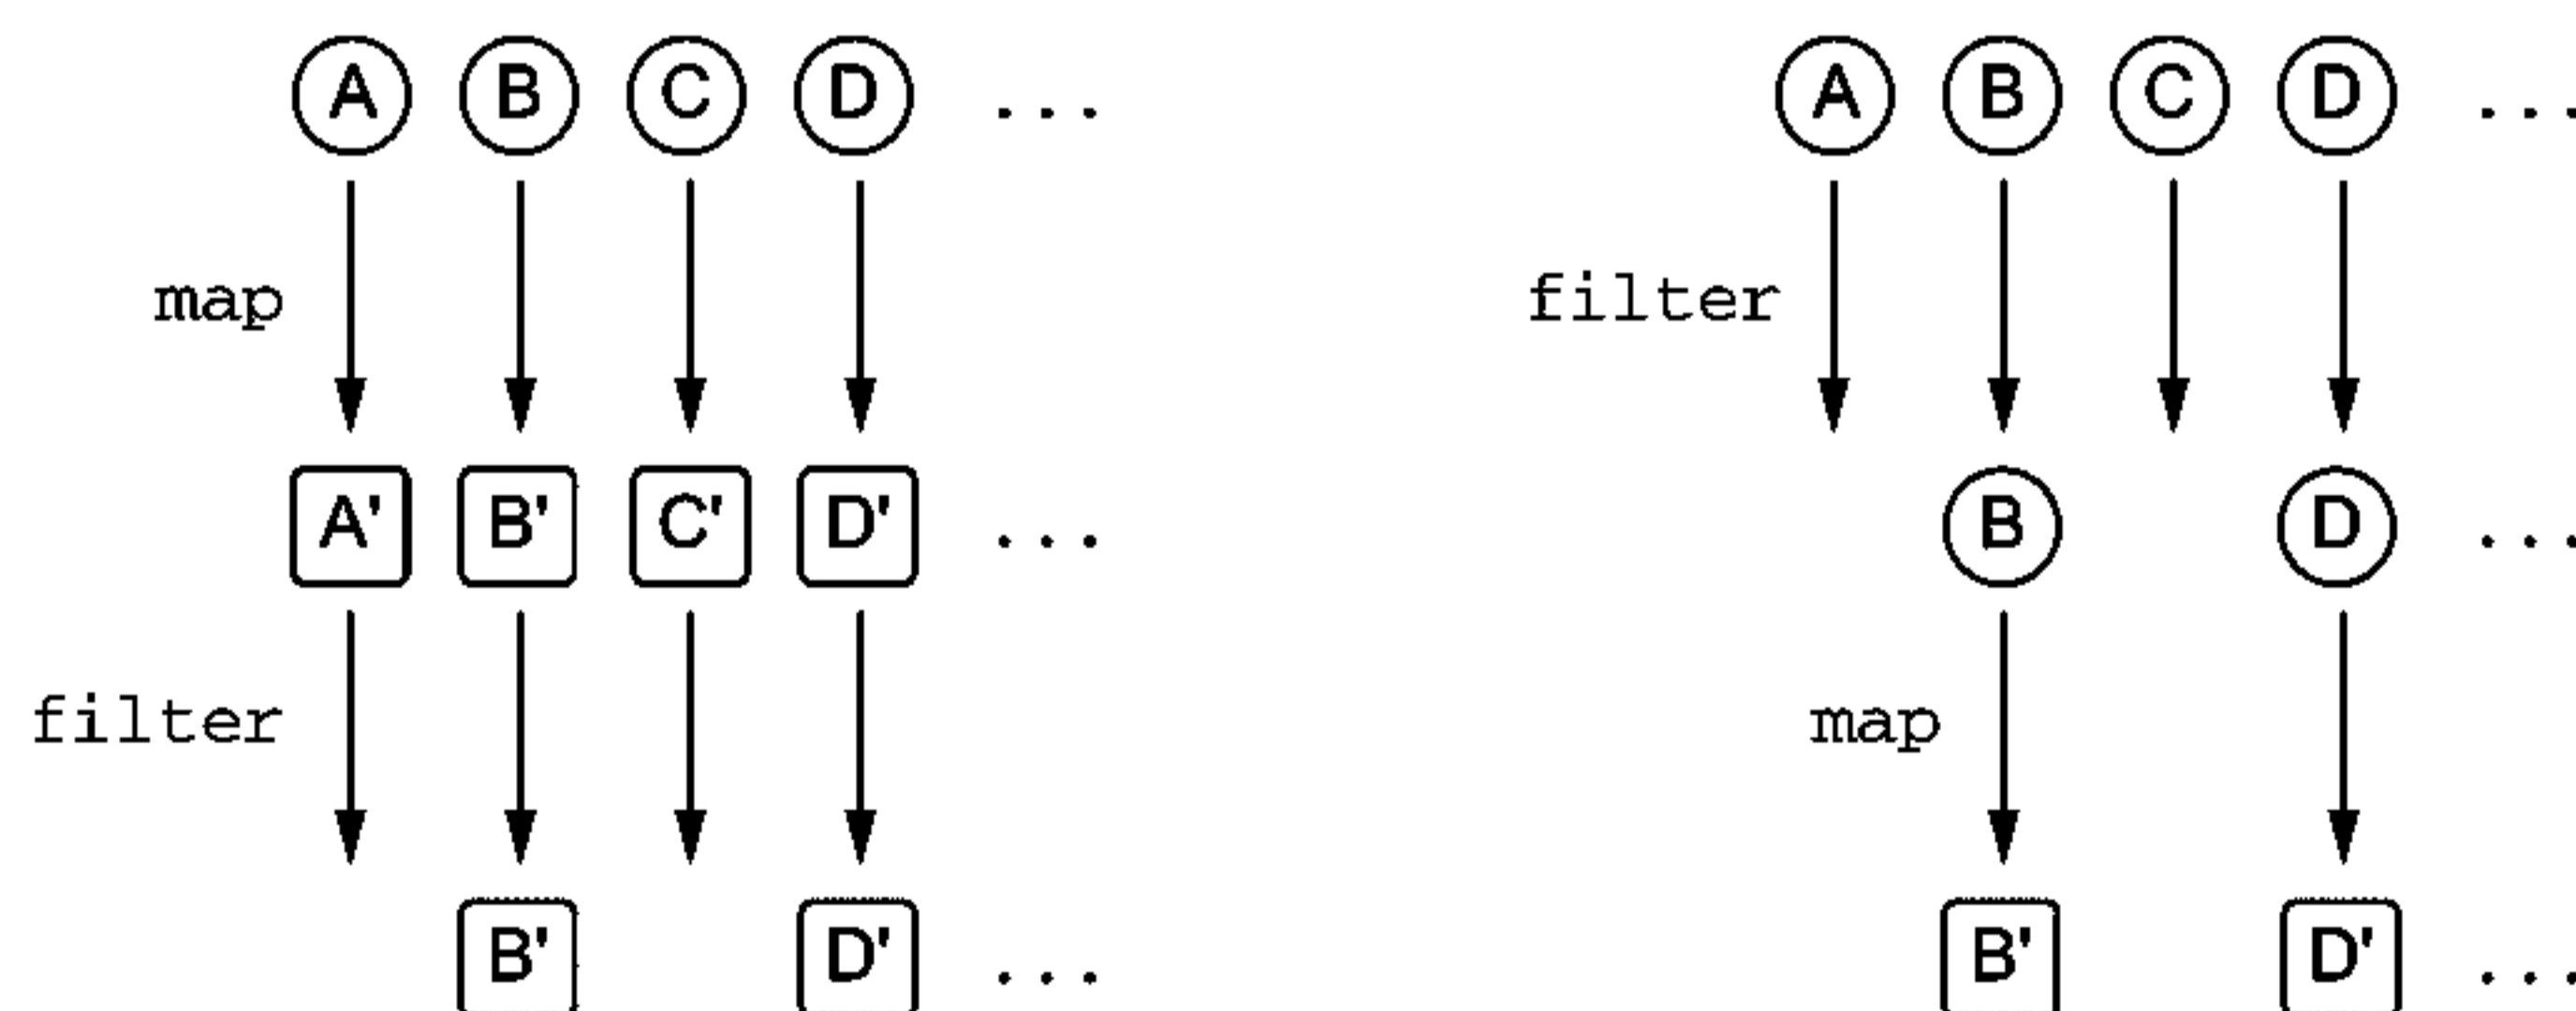 A B C D ... A B C D ...
map filter
A' B' C' D' ... B D ...
filter map
B' D' ... B' D' ...